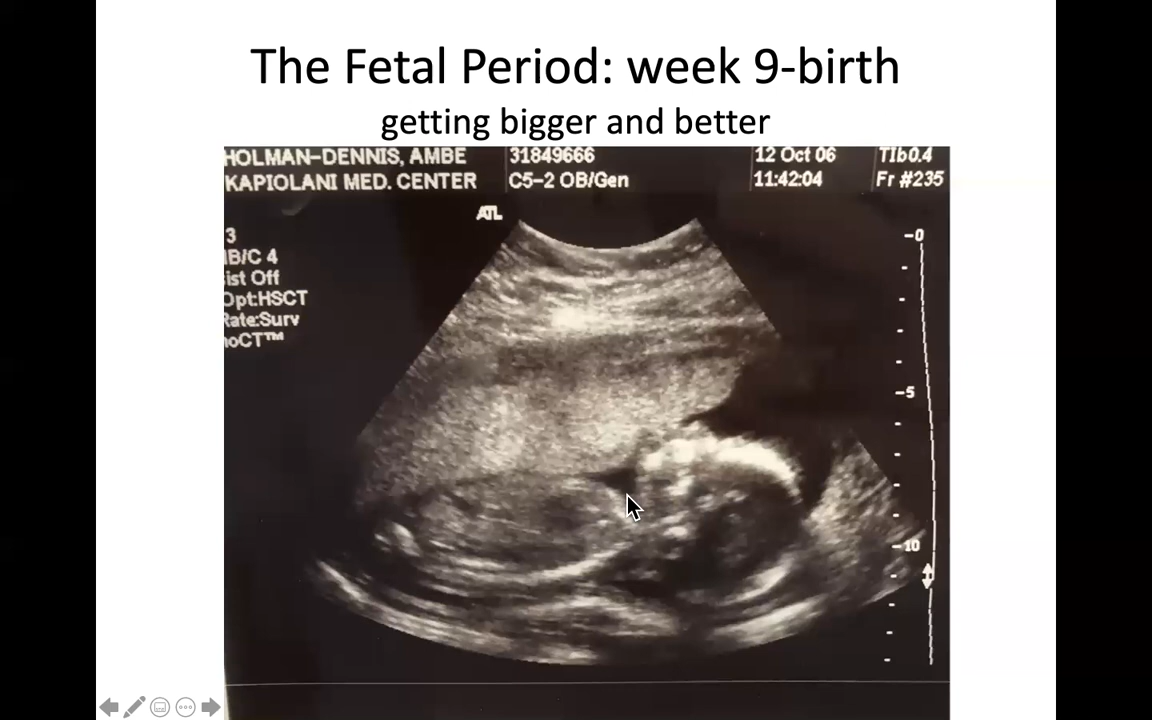 The Fetal Period: week 9-birth
getting bigger and better
HOLMAN-DENNIS, AMBE 31849666 12 Oct 06 TIb0.4
KAPIOLANI MED. CENTER C5-2 OB/Gen 11:42:04 Fr #235
ATL
3
IB/C 4
ist Off
Opt:HSCT
Rate:Surv
noCT™
-0
-5
-10